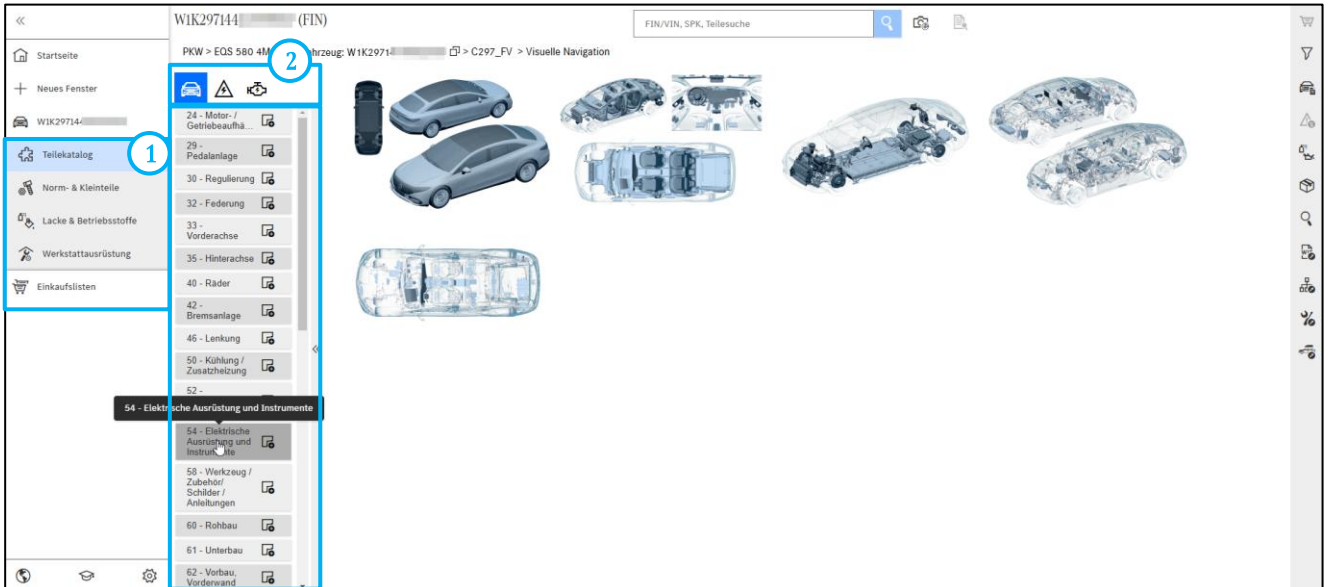 W1K297144 (FIN)
FIN/VIN, SPK, Teilesuche
PKW > EQS 580 4M hrzeug: W1K2971 > C297_FV > Visuelle Navigation
Startseite
Neues Fenster
W1K29714
Teilekatalog
Norm- & Kleinteile
Lacke & Betriebsstoffe
Werkstattausrüstung
Einkaufslisten
1
2
24 - Motor- /
Getriebeaufhä...
29 -
Pedalanlage
30 - Regulierung
32 - Federung
33 -
Vorderachse
35 - Hinterachse
40 - Räder
42 -
Bremsanlage
46 - Lenkung
50 - Kühlung /
Zusatzheizung
52 -
54 - Elektrische Ausrüstung und Instrumente
54 - Elektrische
Ausrüstung und
Instrumente
58 - Werkzeug /
Zubehör/
Schilder /
Anleitungen
60 - Rohbau
61 - Unterbau
62 - Vorbau,
Vorderwand